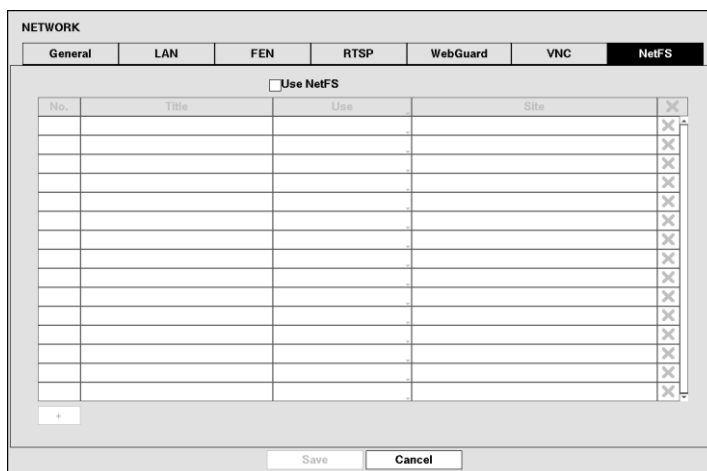 NETWORK
General LAN FEN RTSP WebGuard VNC NetFS
Use NetFS
No. Title Use Site
+
Save Cancel